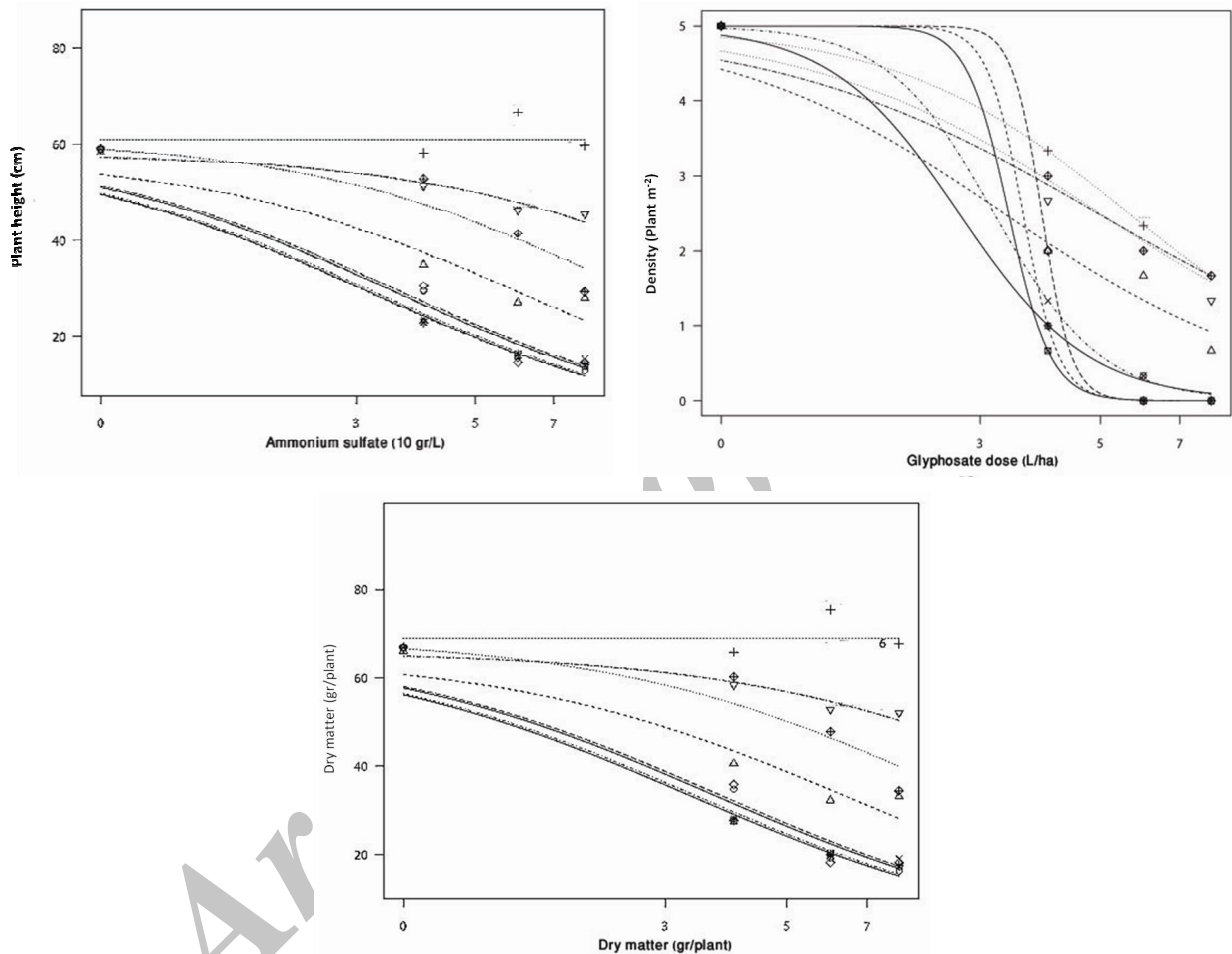 80
60
40
20
Plant height (cm)
0 3 5 7
Ammonium sulfate (10 gr/L)
5
4
3
2
1
0
Density (Plant m⁻²)
0 3 5 7
Glyphosate dose (L/ha)
80
60
40
20
Dry matter (gr/plant)
6
0 3 5 7
Dry matter (gr/plant)
Ar